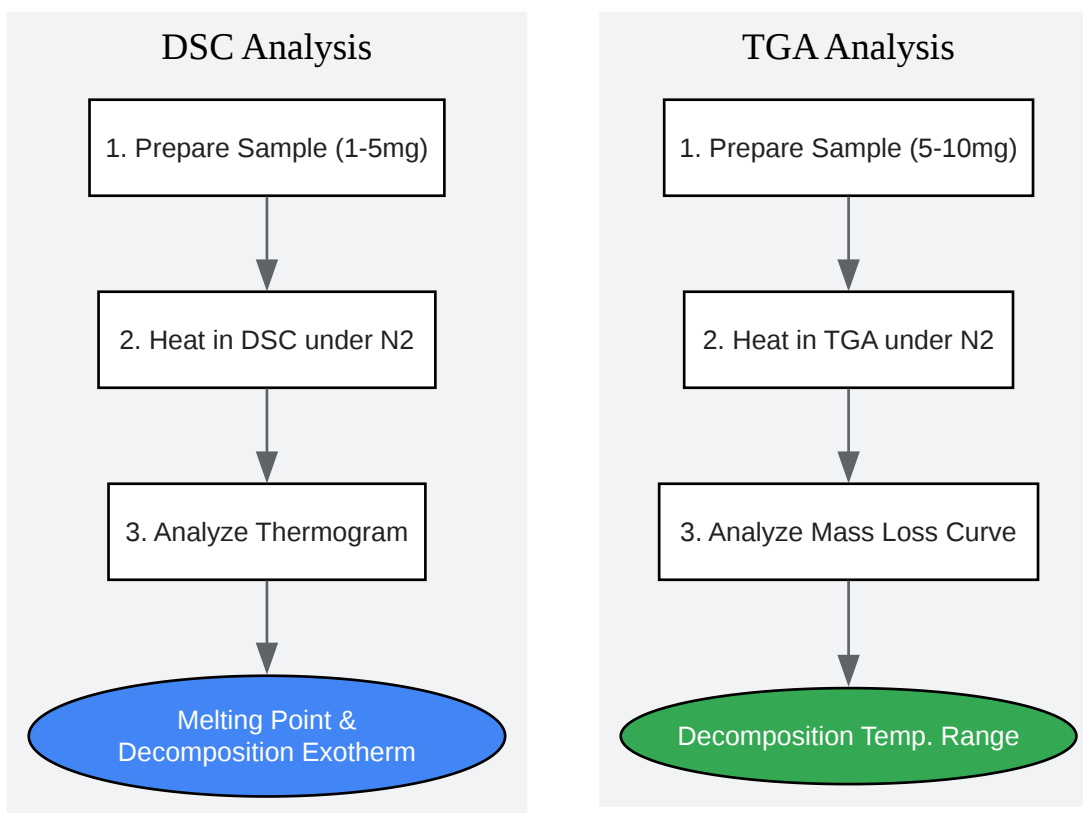 DSC Analysis
1. Prepare Sample (1-5mg)
2. Heat in DSC under N2
3. Analyze Thermogram
Melting Point &
Decomposition Exotherm
TGA Analysis
1. Prepare Sample (5-10mg)
2. Heat in TGA under N2
3. Analyze Mass Loss Curve
Decomposition Temp. Range